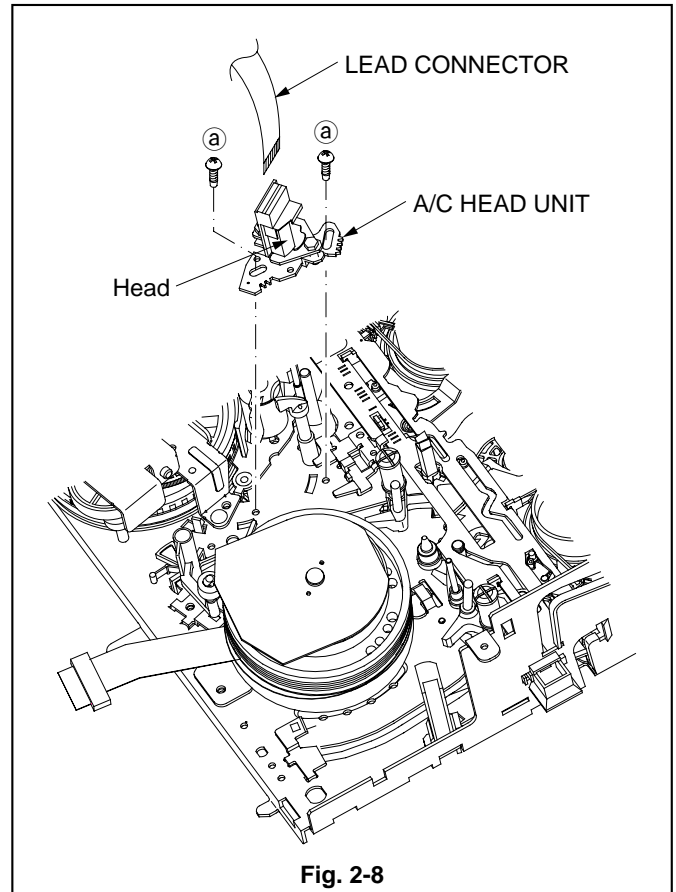 LEAD CONNECTOR
ⓐ ⓐ
A/C HEAD UNIT
Head
Fig. 2-8